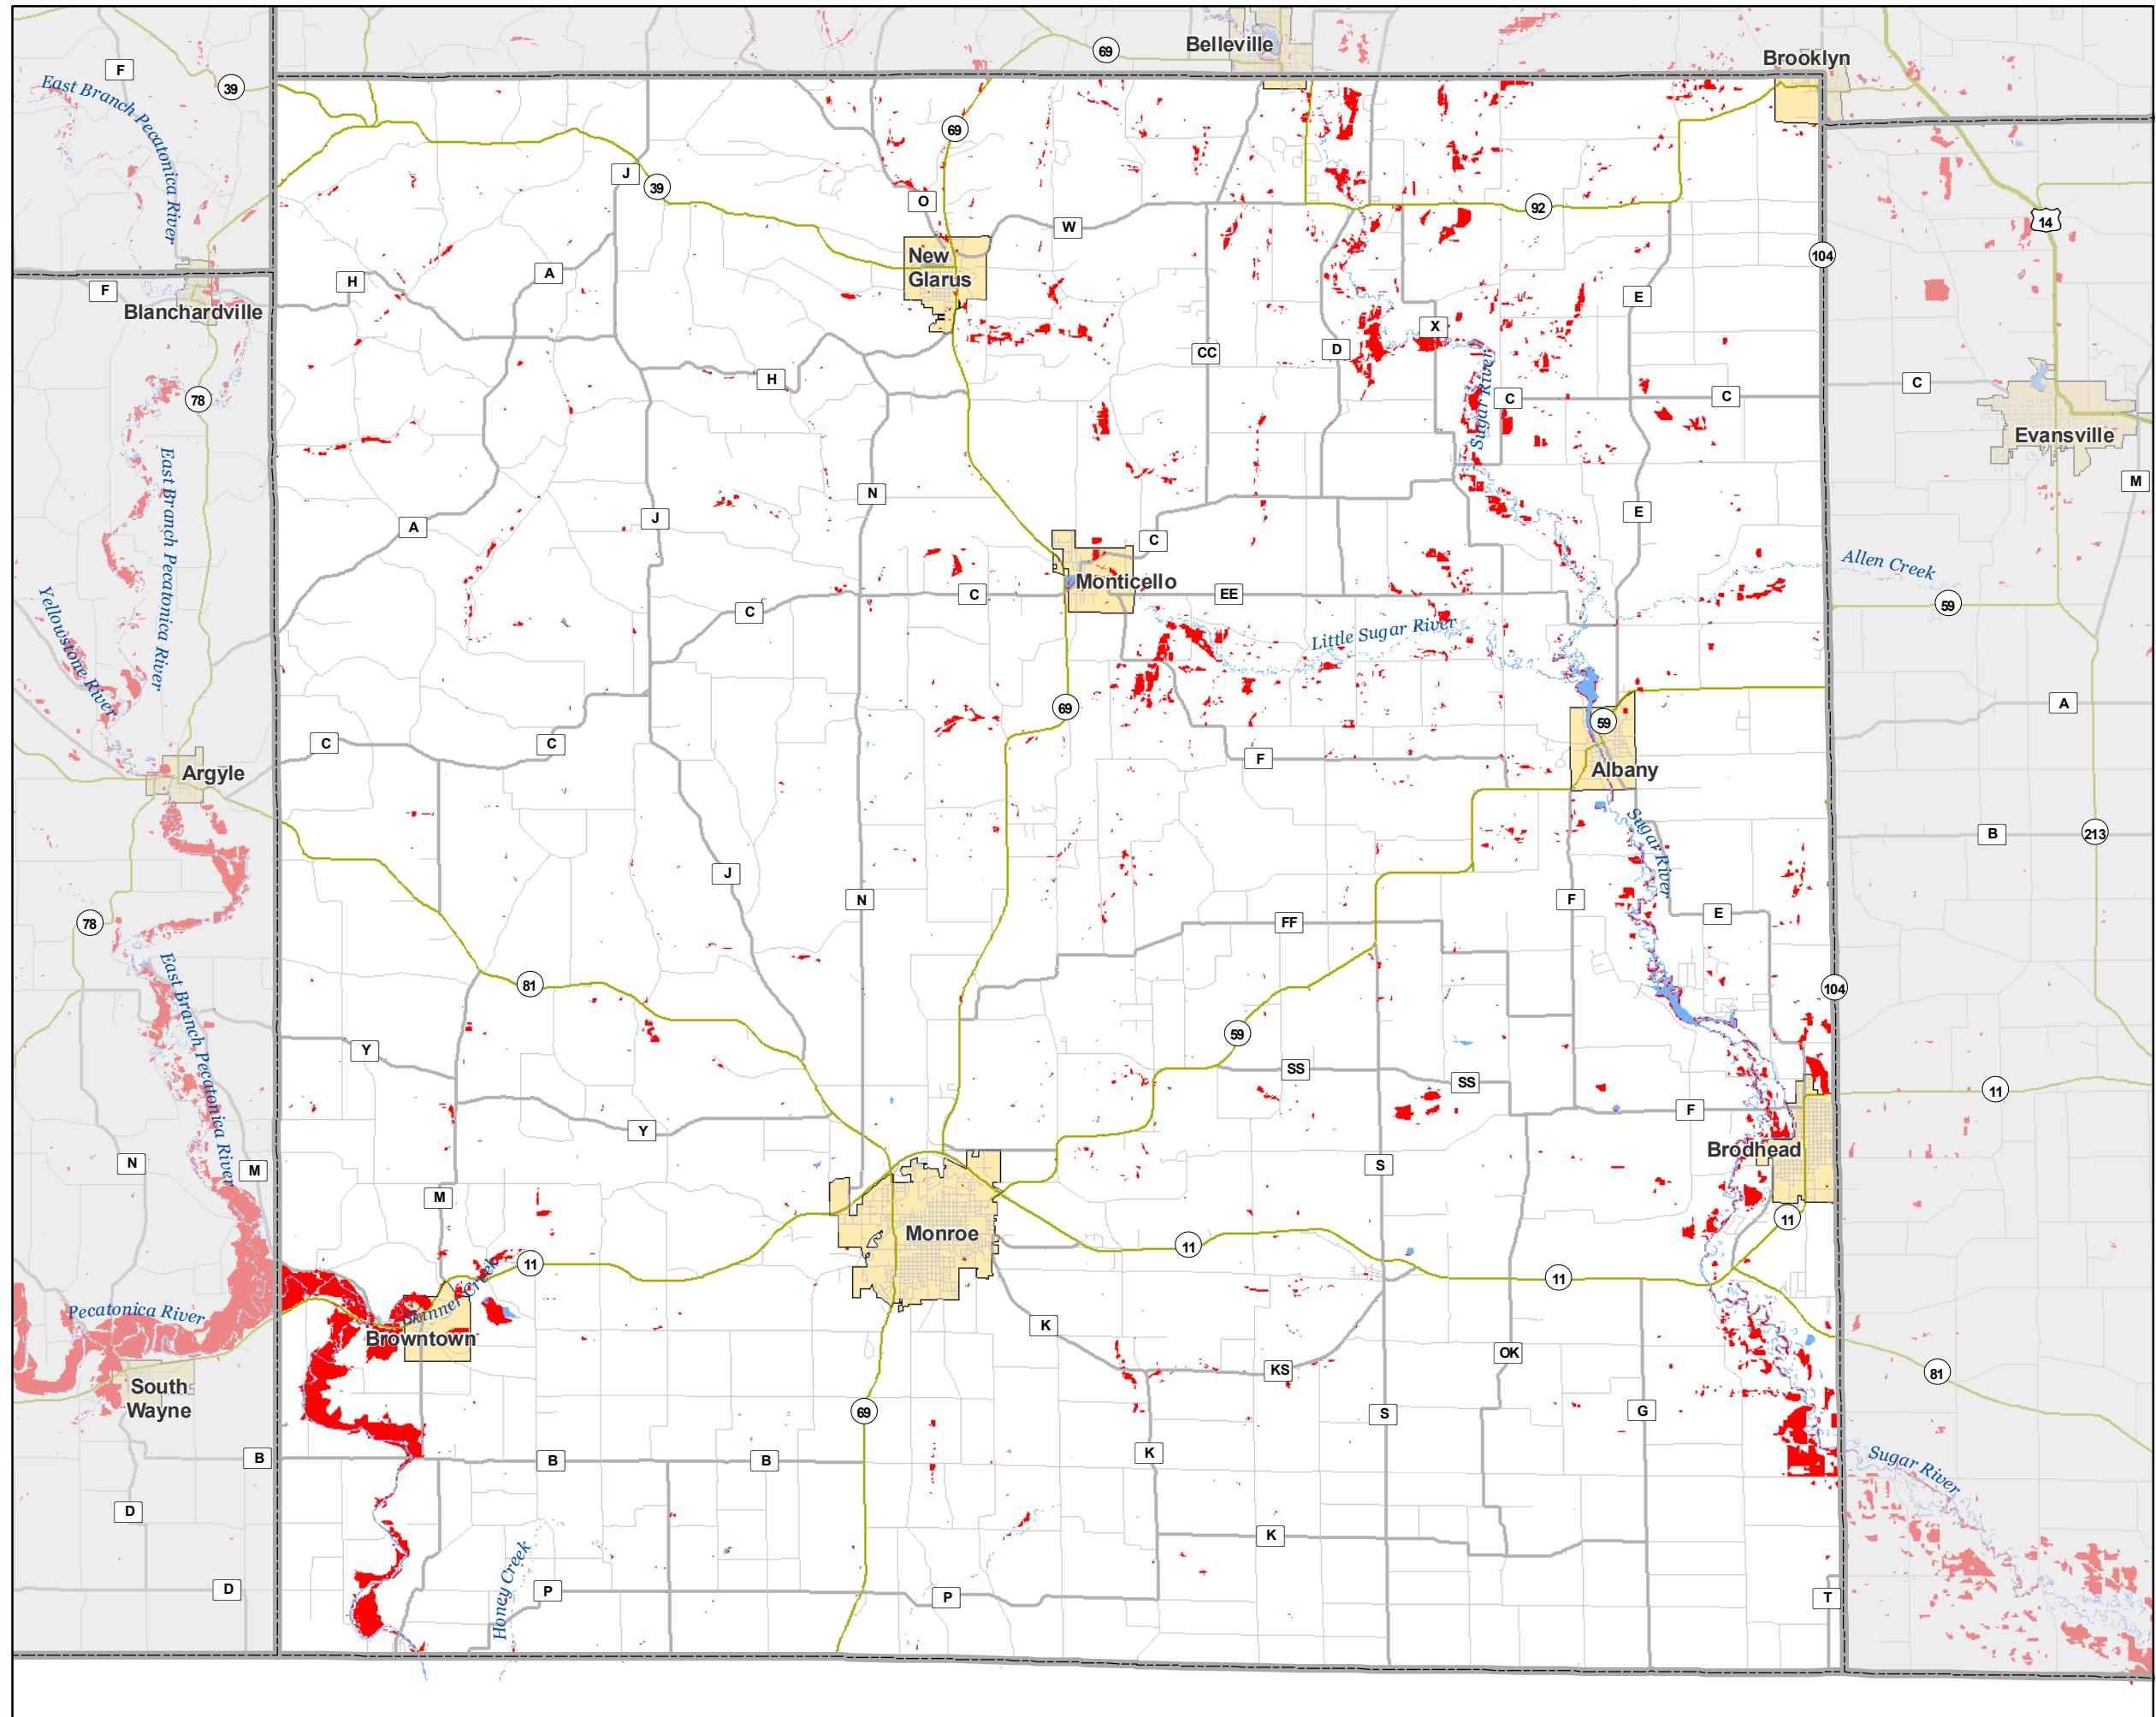 Belleville
69
Brooklyn
F
39
East Branch Pecatonica River
69
J
39
O
W
92
14
104
New
Glarus
H
A
F
Blanchardville
E
X
CC
D
H
C
Sugar River
C
C
78
Evansville
M
East Branch Pecatonica River
N
J
A
E
C
Allen Creek
Monticello
C
EE
59
C
Yellowstone River
Little Sugar River
69
A
59
C
C
F
Albany
Argyle
Sugar River
B
213
J
N
F
78
FF
E
81
104
East Branch Pecatonica River
59
Y
SS
SS
11
F
Y
Brodhead
N
M
S
M
11
Monroe
11
11
11
Skinner Creek
Pecatonica River
K
Browntown
OK
KS
81
South
Wayne
69
S
G
B
B
B
K
Sugar River
D
K
Honey Creek
D
P
P
T